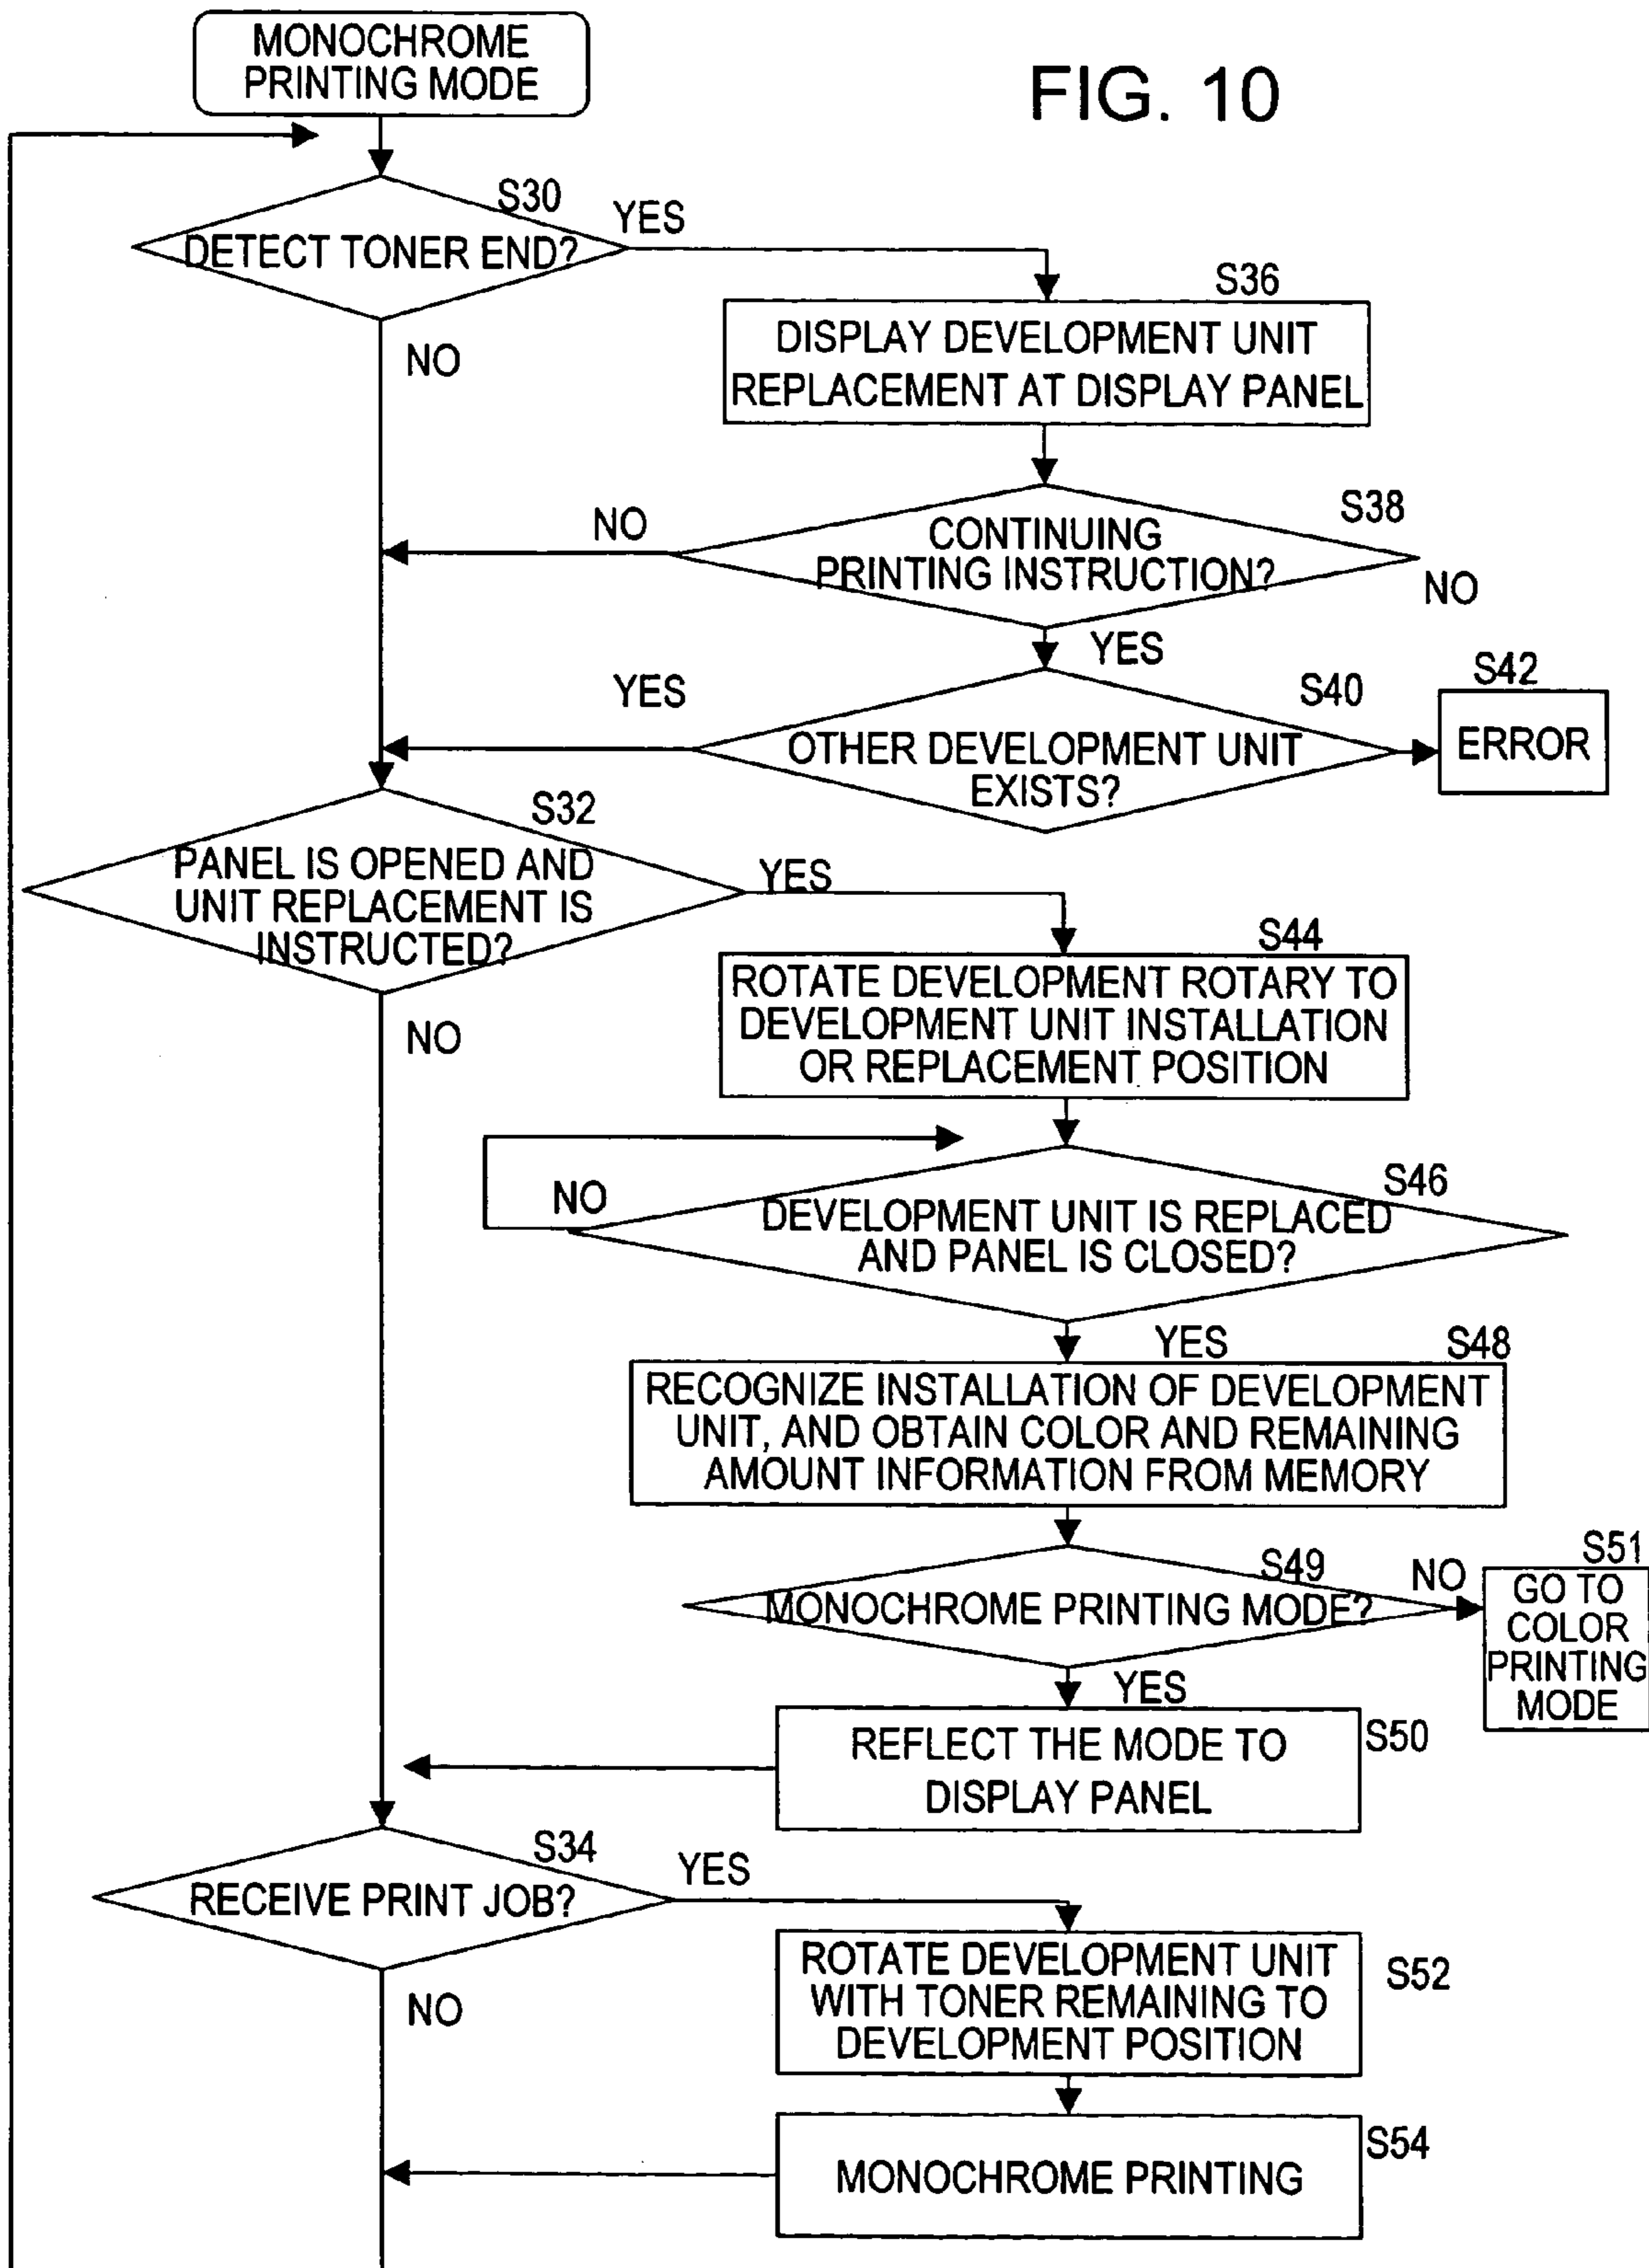 MONOCHROME
PRINTING MODE
FIG. 10
S30
DETECT TONER END?
YES
NO
S36
DISPLAY DEVELOPMENT UNIT
REPLACEMENT AT DISPLAY PANEL
S38
CONTINUING
PRINTING INSTRUCTION?
NO
NO
YES
S40
OTHER DEVELOPMENT UNIT
EXISTS?
YES
S42
ERROR
S32
PANEL IS OPENED AND
UNIT REPLACEMENT IS
INSTRUCTED?
YES
NO
S44
ROTATE DEVELOPMENT ROTARY TO
DEVELOPMENT UNIT INSTALLATION
OR REPLACEMENT POSITION
S46
NO
DEVELOPMENT UNIT IS REPLACED
AND PANEL IS CLOSED?
YES
S48
RECOGNIZE INSTALLATION OF DEVELOPMENT
UNIT, AND OBTAIN COLOR AND REMAINING
AMOUNT INFORMATION FROM MEMORY
S49
MONOCHROME PRINTING MODE?
NO
S51
GO TO
COLOR
PRINTING
MODE
YES
S50
REFLECT THE MODE TO
DISPLAY PANEL
S34
RECEIVE PRINT JOB?
YES
NO
S52
ROTATE DEVELOPMENT UNIT
WITH TONER REMAINING TO
DEVELOPMENT POSITION
S54
MONOCHROME PRINTING